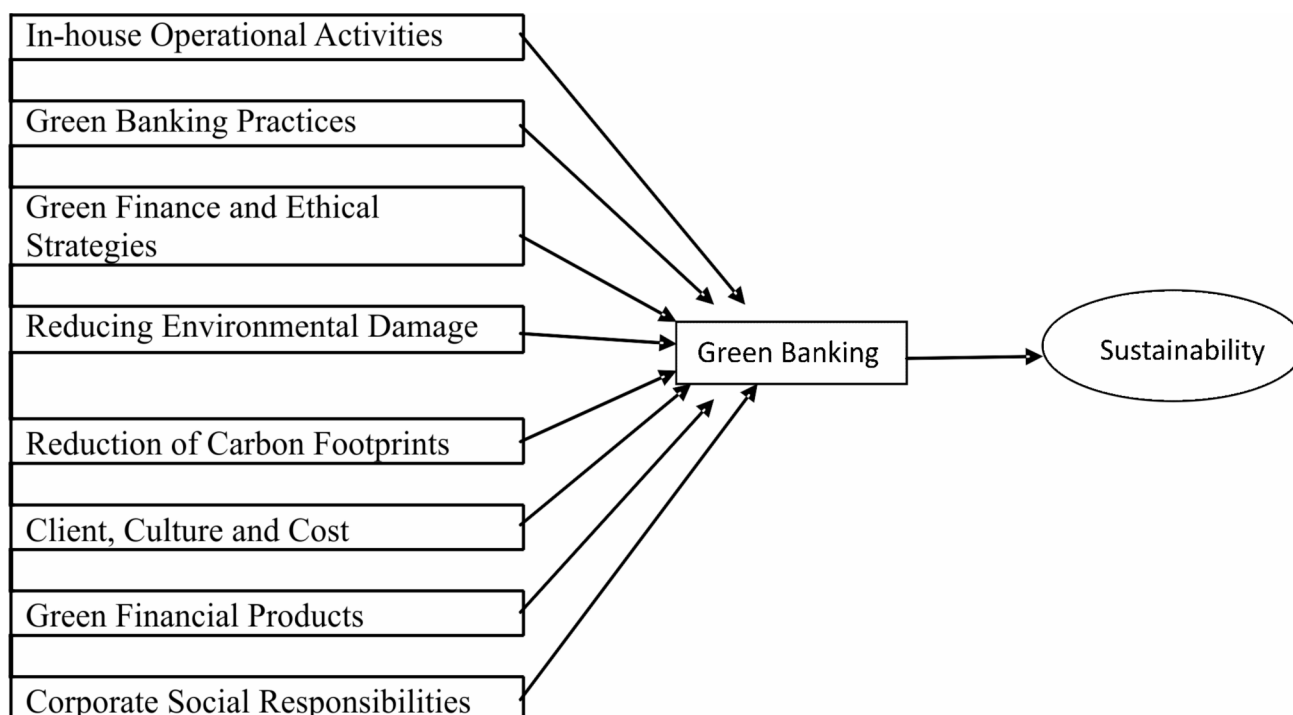 In-house Operational Activities
Green Banking Practices
Green Finance and Ethical
Strategies
Reducing Environmental Damage
Reduction of Carbon Footprints
Client, Culture and Cost
Green Financial Products
Corporate Social Responsibilities
Green Banking
Sustainability